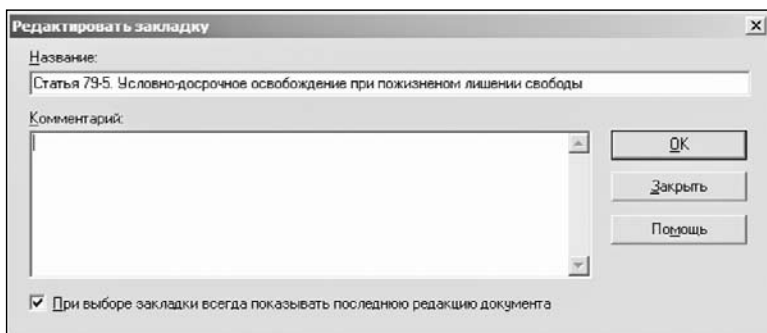 Редактировать закладку
Название:
Статья 79-5. Условно-досрочное освобождение при пожизненом лишении свободы
Комментарий:
OK
Закрыть
Помощь
При выборе закладки всегда показывать последнюю редакцию документа